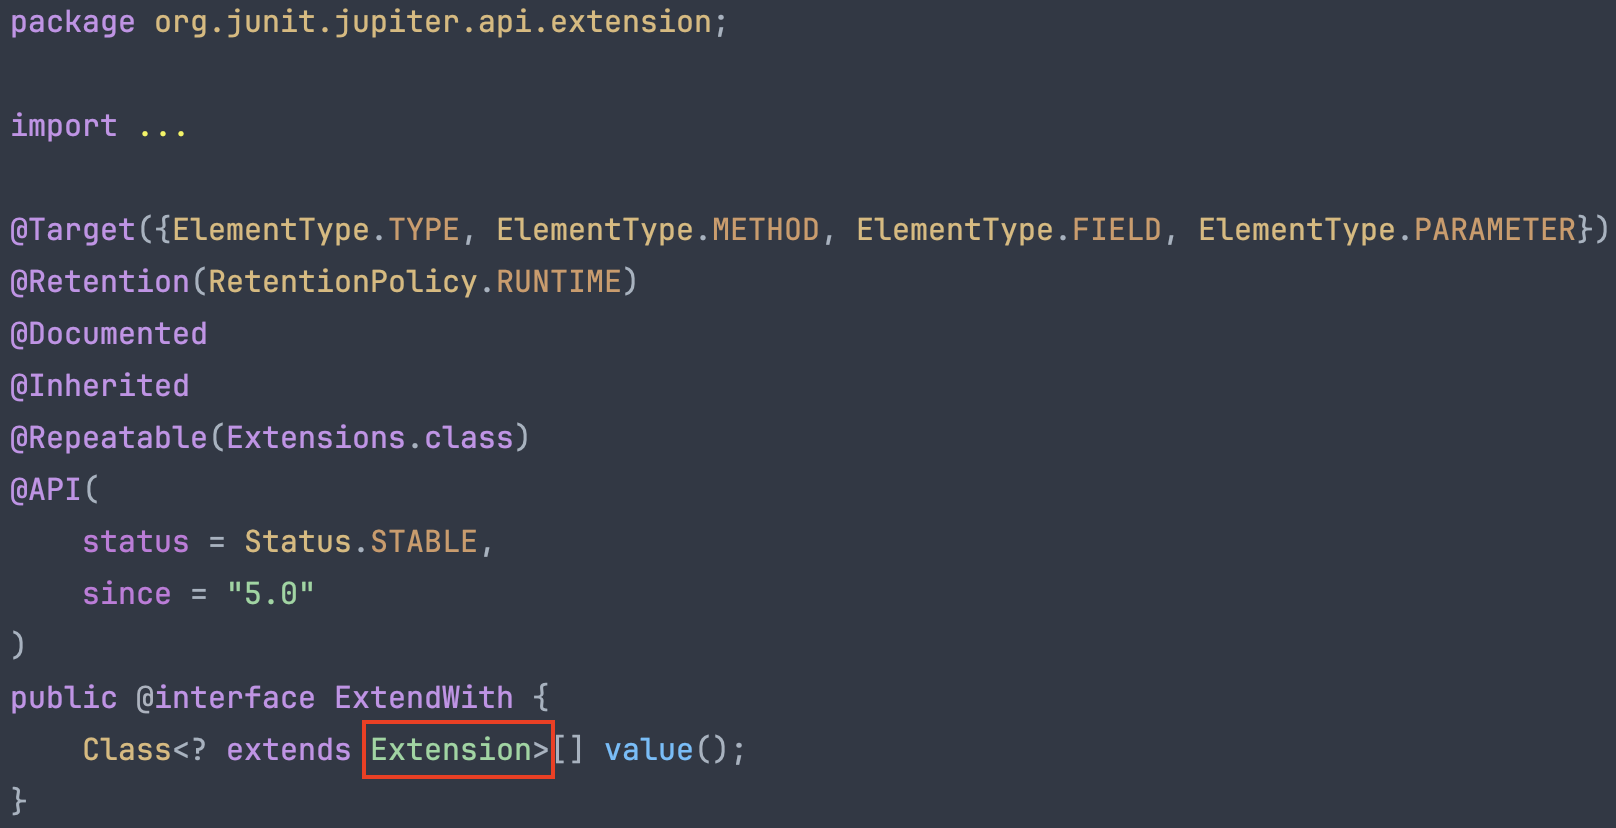 package org.junit.jupiter.api.extension;
import ...
@Target({ElementType.TYPE, ElementType.METHOD, ElementType.FIELD, ElementType.PARAMETER})
@Retention(RetentionPolicy.RUNTIME)
@Documented
@Inherited
@Repeatable(Extensions.class)
@API(
    status = Status.STABLE,
    since = "5.0"
)
public @interface ExtendWith {
    Class<? extends Extension>[] value();
}